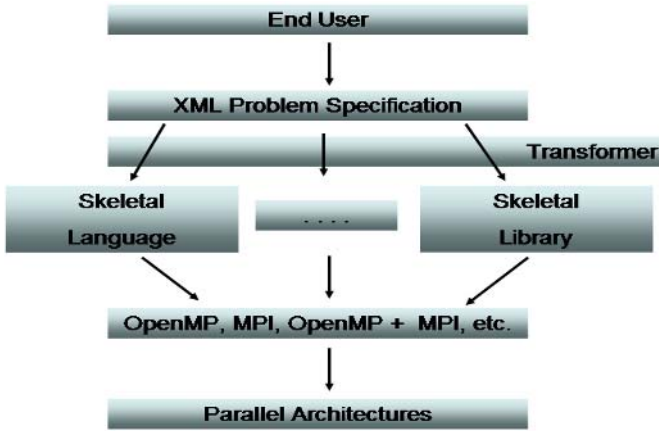 End User
XML Problem Specification
Transformer
Skeletal
Language
. . . .
Skeletal
Library
OpenMP, MPI, OpenMP + MPI, etc.
Parallel Architectures